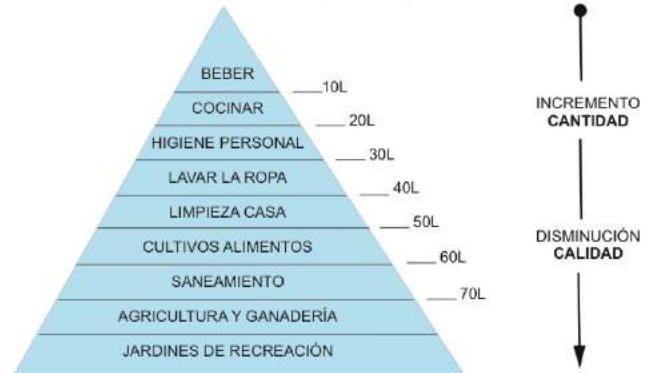 BEBER
10L
COCINAR
20L
HIGIENE PERSONAL
30L
LAVAR LA ROPA
40L
LIMPIEZA CASA
50L
CULTIVOS ALIMENTOS
60L
SANEAMIENTO
70L
AGRICULTURA Y GANADERÍA
JARDINES DE RECREACIÓN
INCREMENTO
CANTIDAD
DISMINUCIÓN
CALIDAD